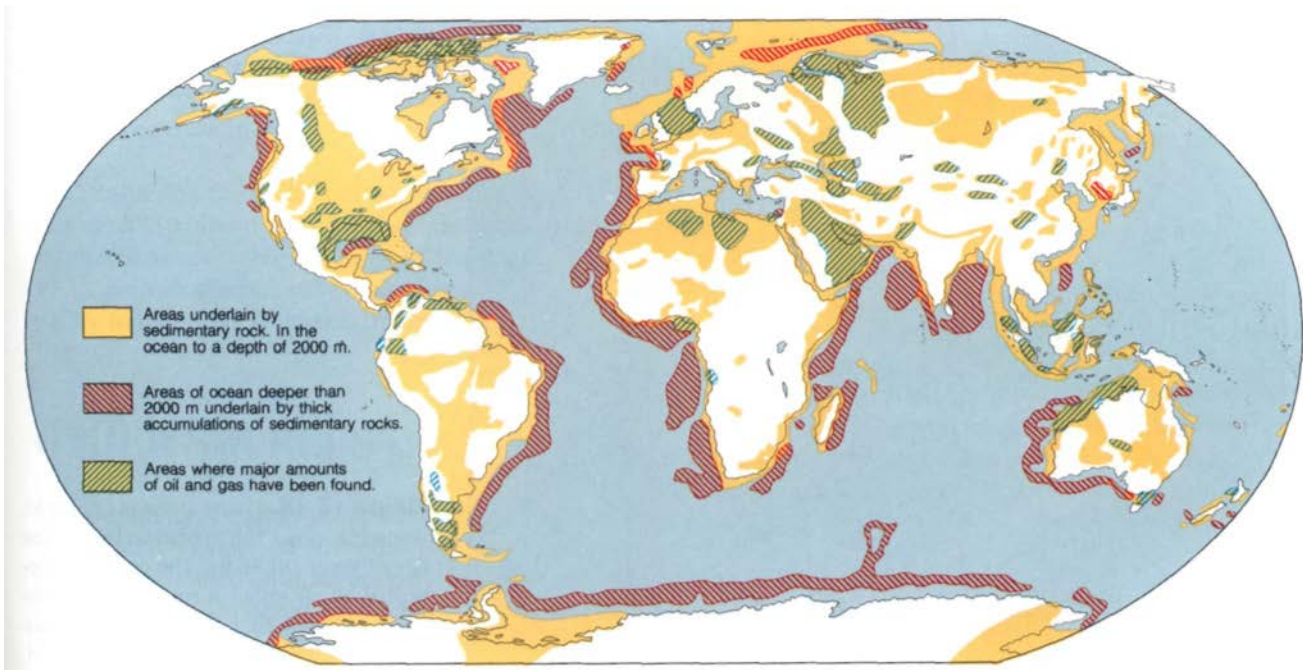 Areas underlain by
sedimentary rock. In the
ocean to a depth of 2000 m.
Areas of ocean deeper than
2000 m underlain by thick
accumulations of sedimentary rocks.
Areas where major amounts
of oil and gas have been found.